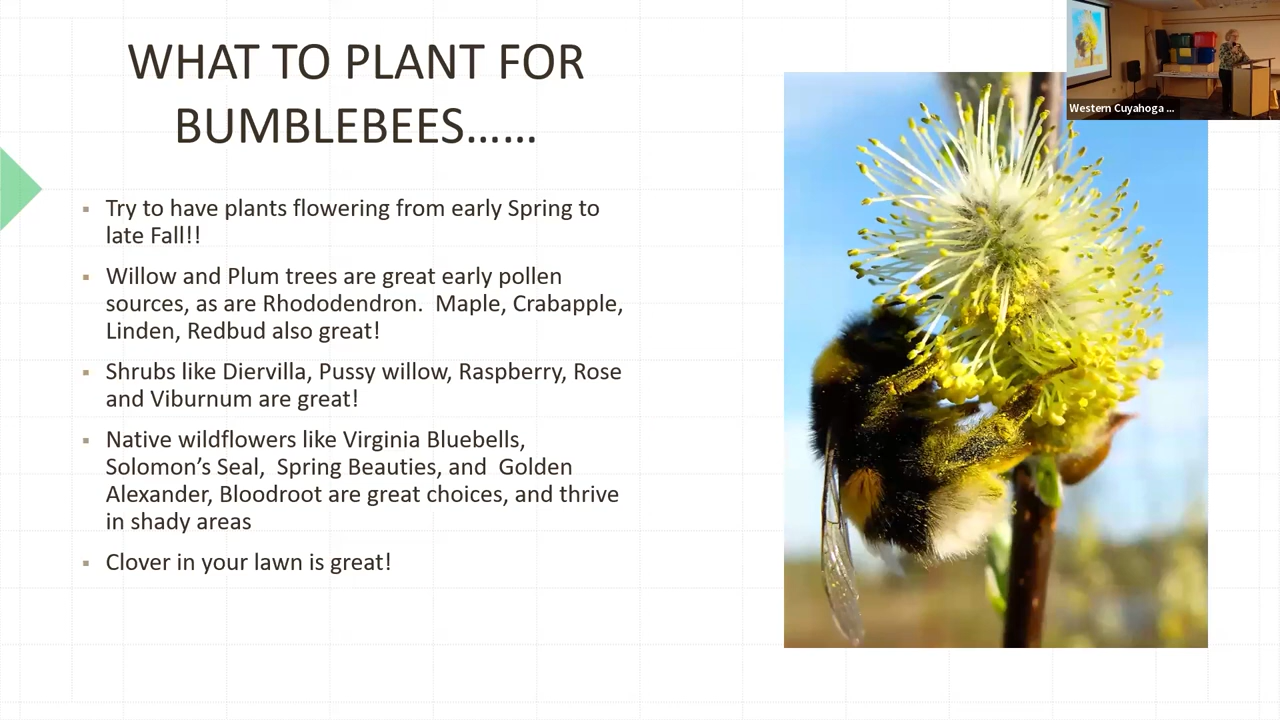 WHAT TO PLANT FOR
BUMBLEBEES……
Try to have plants flowering from early Spring to
late Fall!!
Willow and Plum trees are great early pollen
sources, as are Rhododendron.  Maple, Crabapple,
Linden, Redbud also great!
Shrubs like Diervilla, Pussy willow, Raspberry, Rose
and Viburnum are great!
Native wildflowers like Virginia Bluebells,
Solomon’s Seal,  Spring Beauties, and  Golden
Alexander, Bloodroot are great choices, and thrive
in shady areas
Clover in your lawn is great!
Western Cuyahoga ...